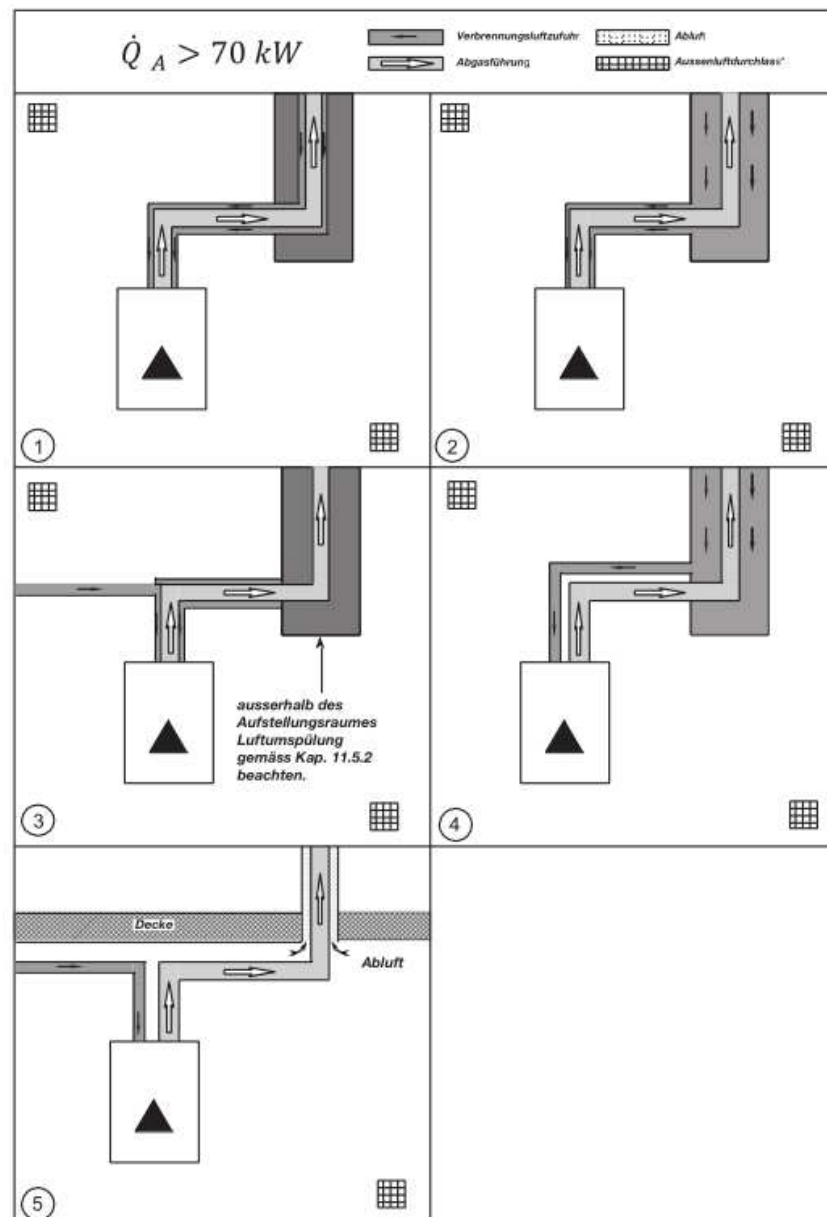 Q̇ A > 70 kW
Verbrennungsluftzufuhr
Abluft
Abgasführung
Aussenluftdurchlass*
1
2
ausserhalb des
Aufstellungsraumes
Luftumspülung
gemäss Kap. 11.5.2
beachten.
3
4
Decke
Abluft
5